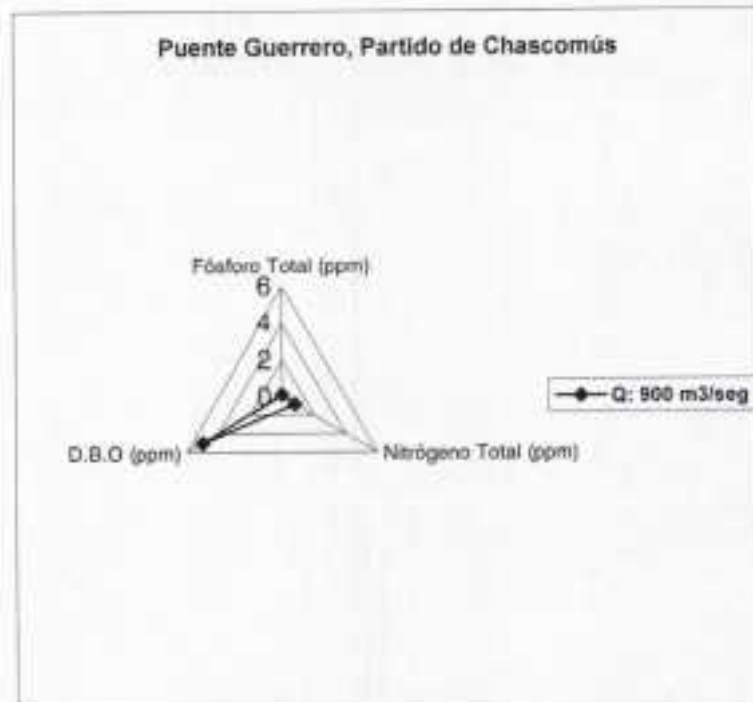 Puente Guerrero, Partido de Chascomús
Fósforo Total (ppm)
6
4
2
0
D.B.O (ppm)
Nitrógeno Total (ppm)
Q: 900 m3/seg